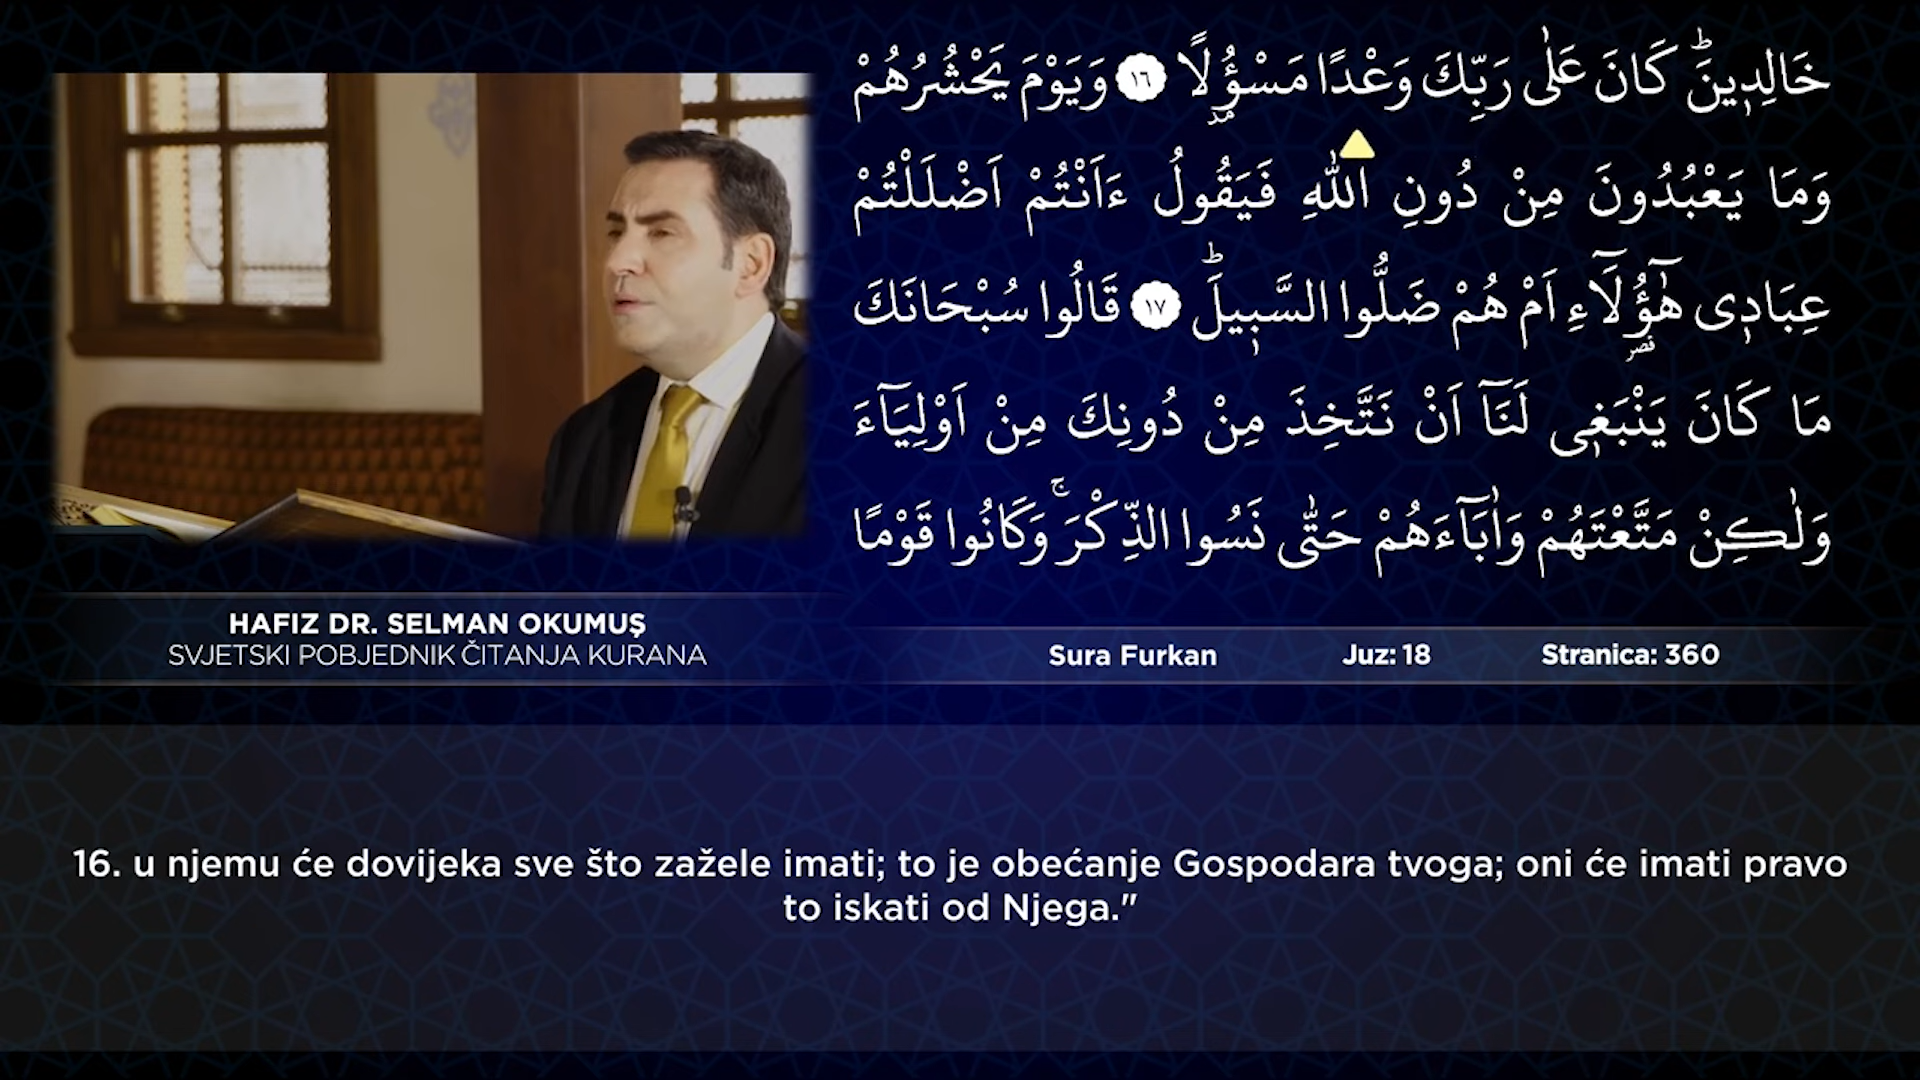 خَالِدِينَۜ كَانَ عَلٰى رَبِّكَ وَعْدًا مَسْؤُ۫لًا ١٦ وَيَوْمَ يَحْشُرُهُمْ
وَمَا يَعْبُدُونَ مِنْ دُونِ اللّٰهِ فَيَقُولُ ءَاَنْتُمْ اَضْلَلْتُمْ
عِبَادِى هٰٓؤُ۬لَٓاءِ اَمْ هُمْ ضَلُّوا السَّبِيلَۜ ١٧ قَالُوا سُبْحَانَكَ
مَا كَانَ يَنْبَغِى لَنَٓا اَنْ نَتَّخِذَ مِنْ دُونِكَ مِنْ اَوْلِيَٓاءَ
وَلٰكِنْ مَتَّعْتَهُمْ وَاٰبَٓاءَهُمْ حَتّٰى نَسُوا الذِّكْرَۚ وَكَانُوا قَوْمًا
HAFIZ DR. SELMAN OKUMUŞ
SVJETSKI POBJEDNIK ČITANJA KURANA
Sura Furkan Juz: 18 Stranica: 360
16. u njemu će dovijeka sve što zažele imati; to je obećanje Gospodara tvoga; oni će imati pravo
to iskati od Njega."